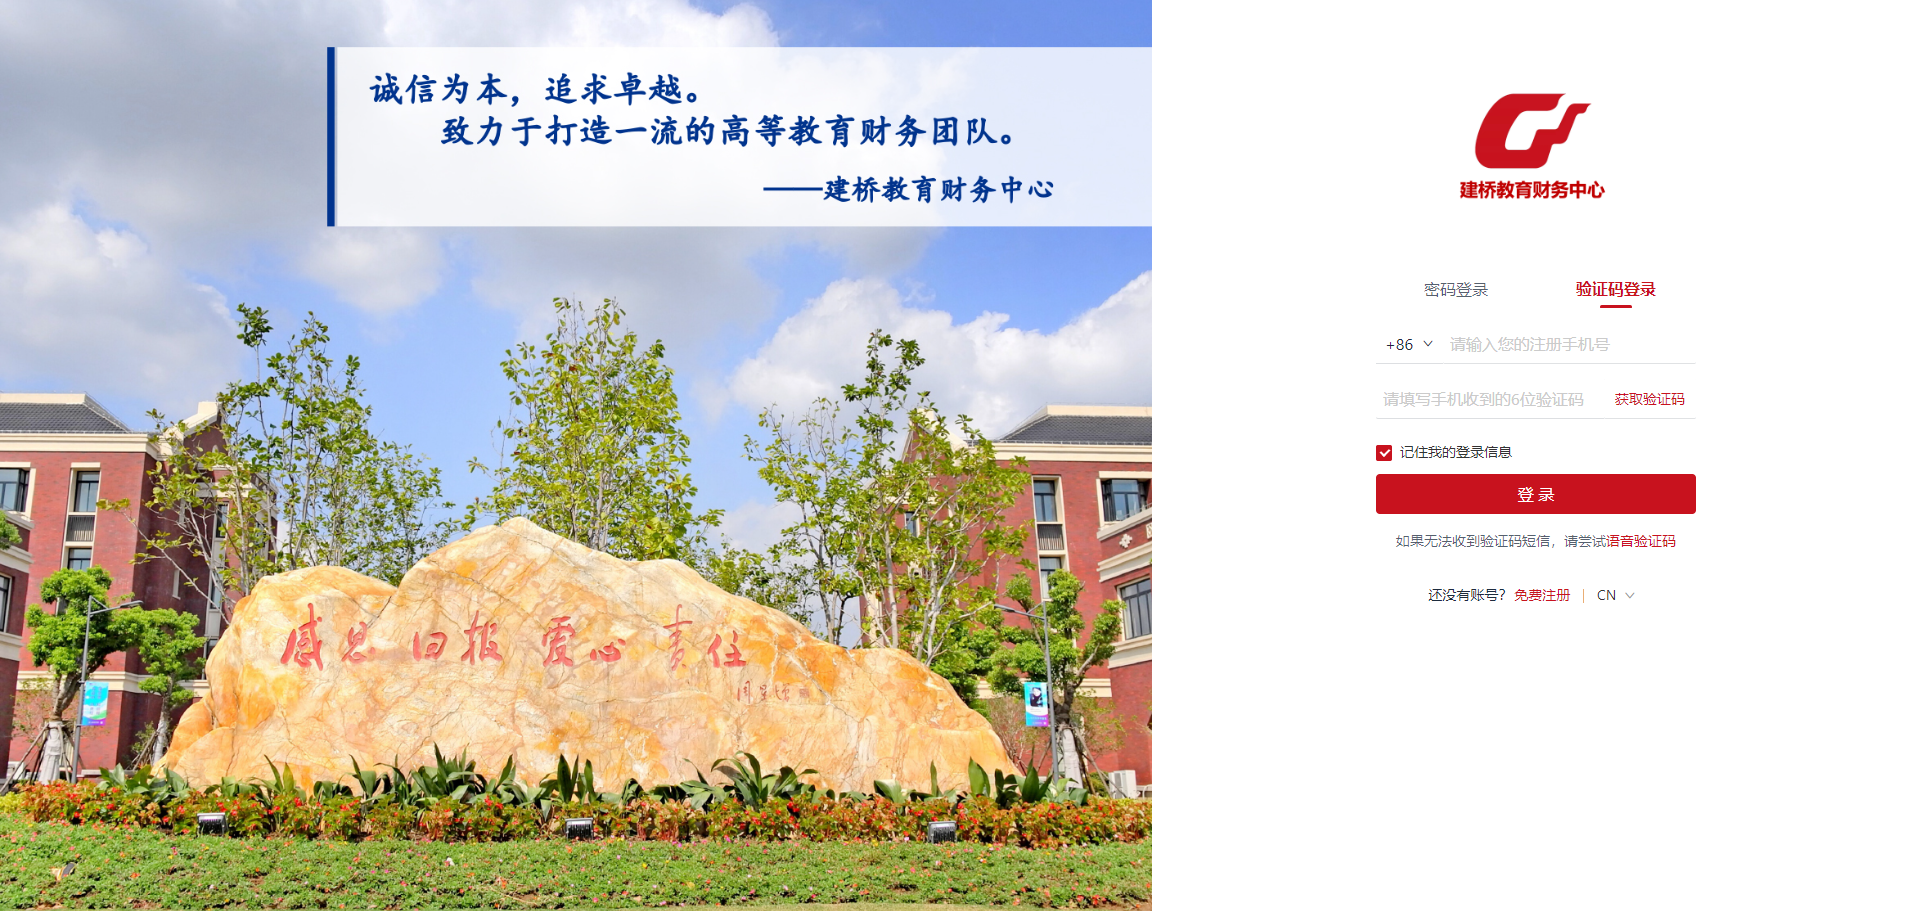 诚信为本，追求卓越。
致力于打造一流的高等教育财务团队。
——建桥教育财务中心
感恩 回报 爱心 责任
建桥教育财务中心
密码登录
验证码登录
+86
请输入您的注册手机号
请填写手机收到的6位验证码
获取验证码
记住我的登录信息
登 录
如果无法收到验证码短信，请尝试语音验证码
还没有账号？ 免费注册 | CN